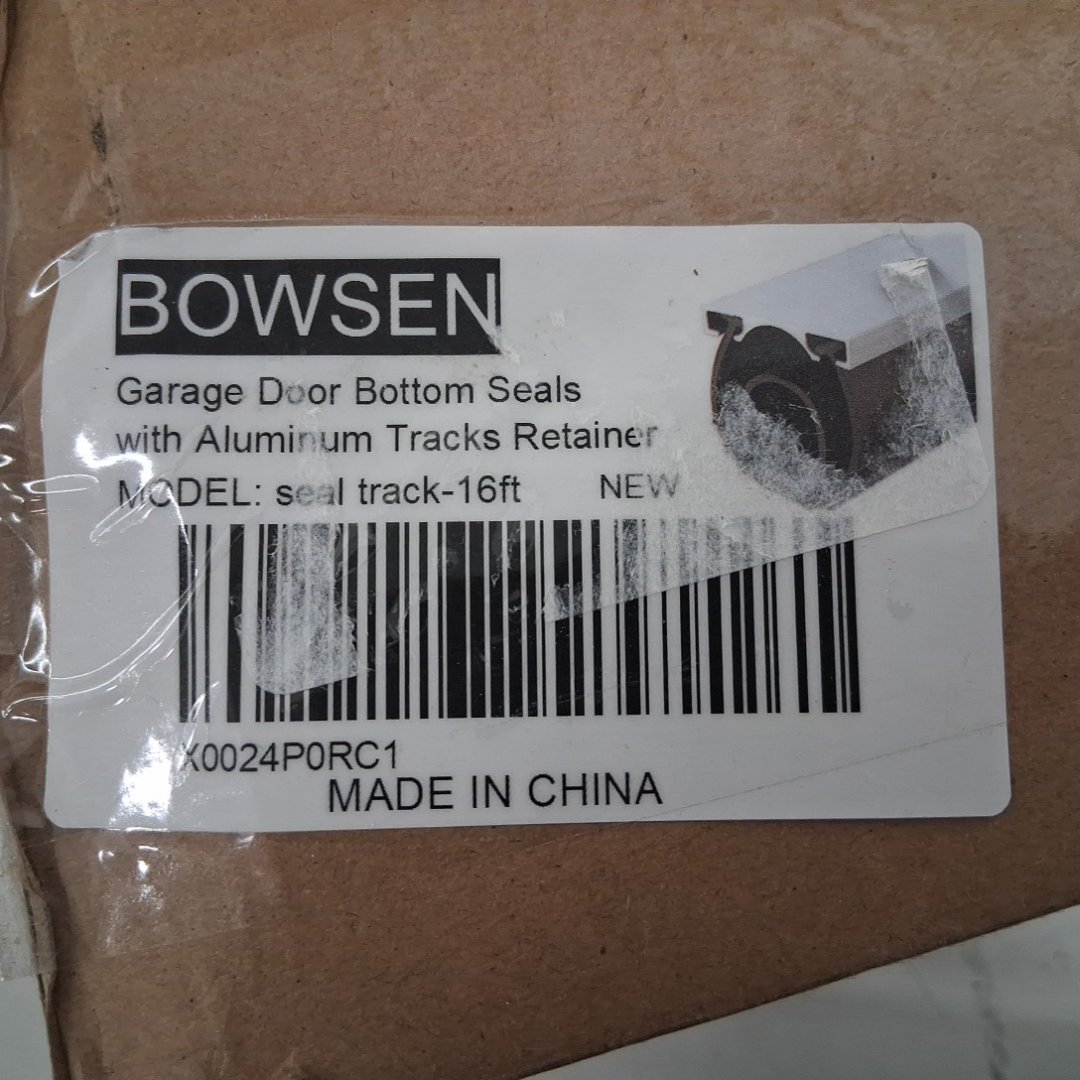 BOWSEN
Garage Door Bottom Seals
with Aluminum Tracks Retainer
MODEL: seal track-16ft NEW
X0024P0RC1
MADE IN CHINA